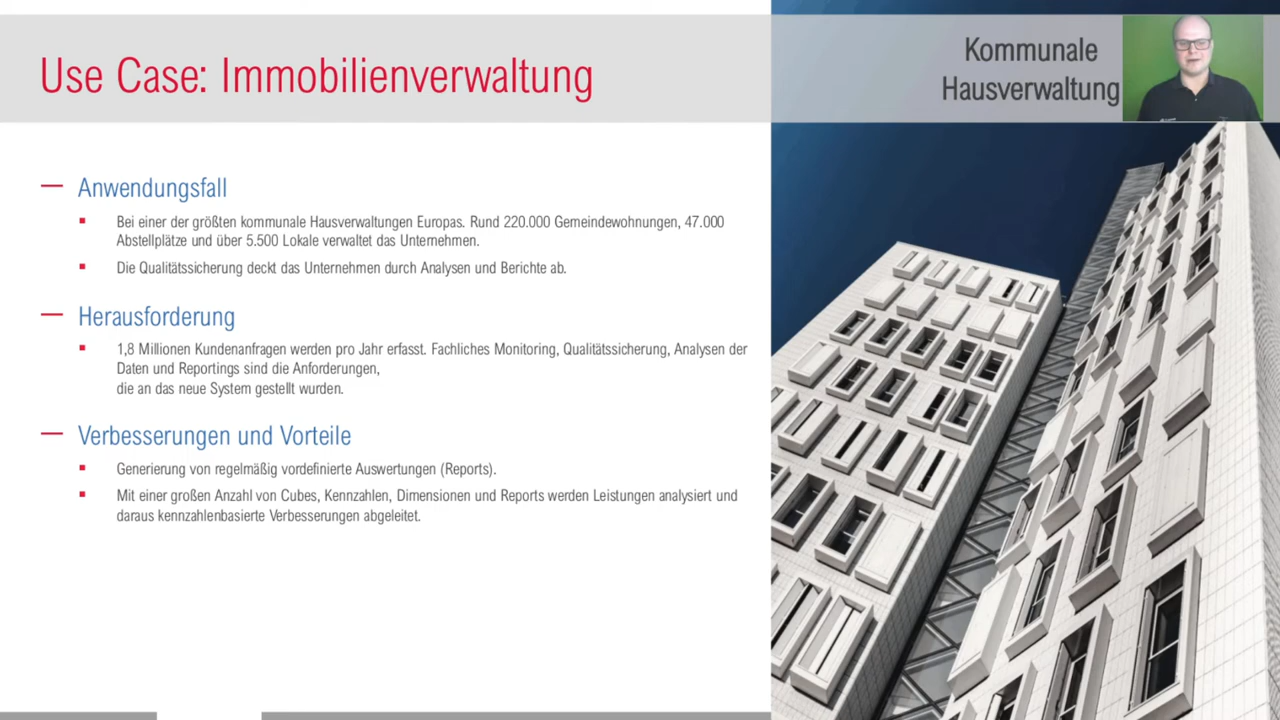 Use Case: Immobilienverwaltung
Kommunale
Hausverwaltung
Anwendungsfall
Bei einer der größten kommunale Hausverwaltungen Europas. Rund 220.000 Gemeindewohnungen, 47.000
Abstellplätze und über 5.500 Lokale verwaltet das Unternehmen.
Die Qualitätssicherung deckt das Unternehmen durch Analysen und Berichte ab.
Herausforderung
1,8 Millionen Kundenanfragen werden pro Jahr erfasst. Fachliches Monitoring, Qualitätssicherung, Analysen der
Daten und Reportings sind die Anforderungen,
die an das neue System gestellt wurden.
Verbesserungen und Vorteile
Generierung von regelmäßig vordefinierte Auswertungen (Reports).
Mit einer großen Anzahl von Cubes, Kennzahlen, Dimensionen und Reports werden Leistungen analysiert und
daraus kennzahlenbasierte Verbesserungen abgeleitet.